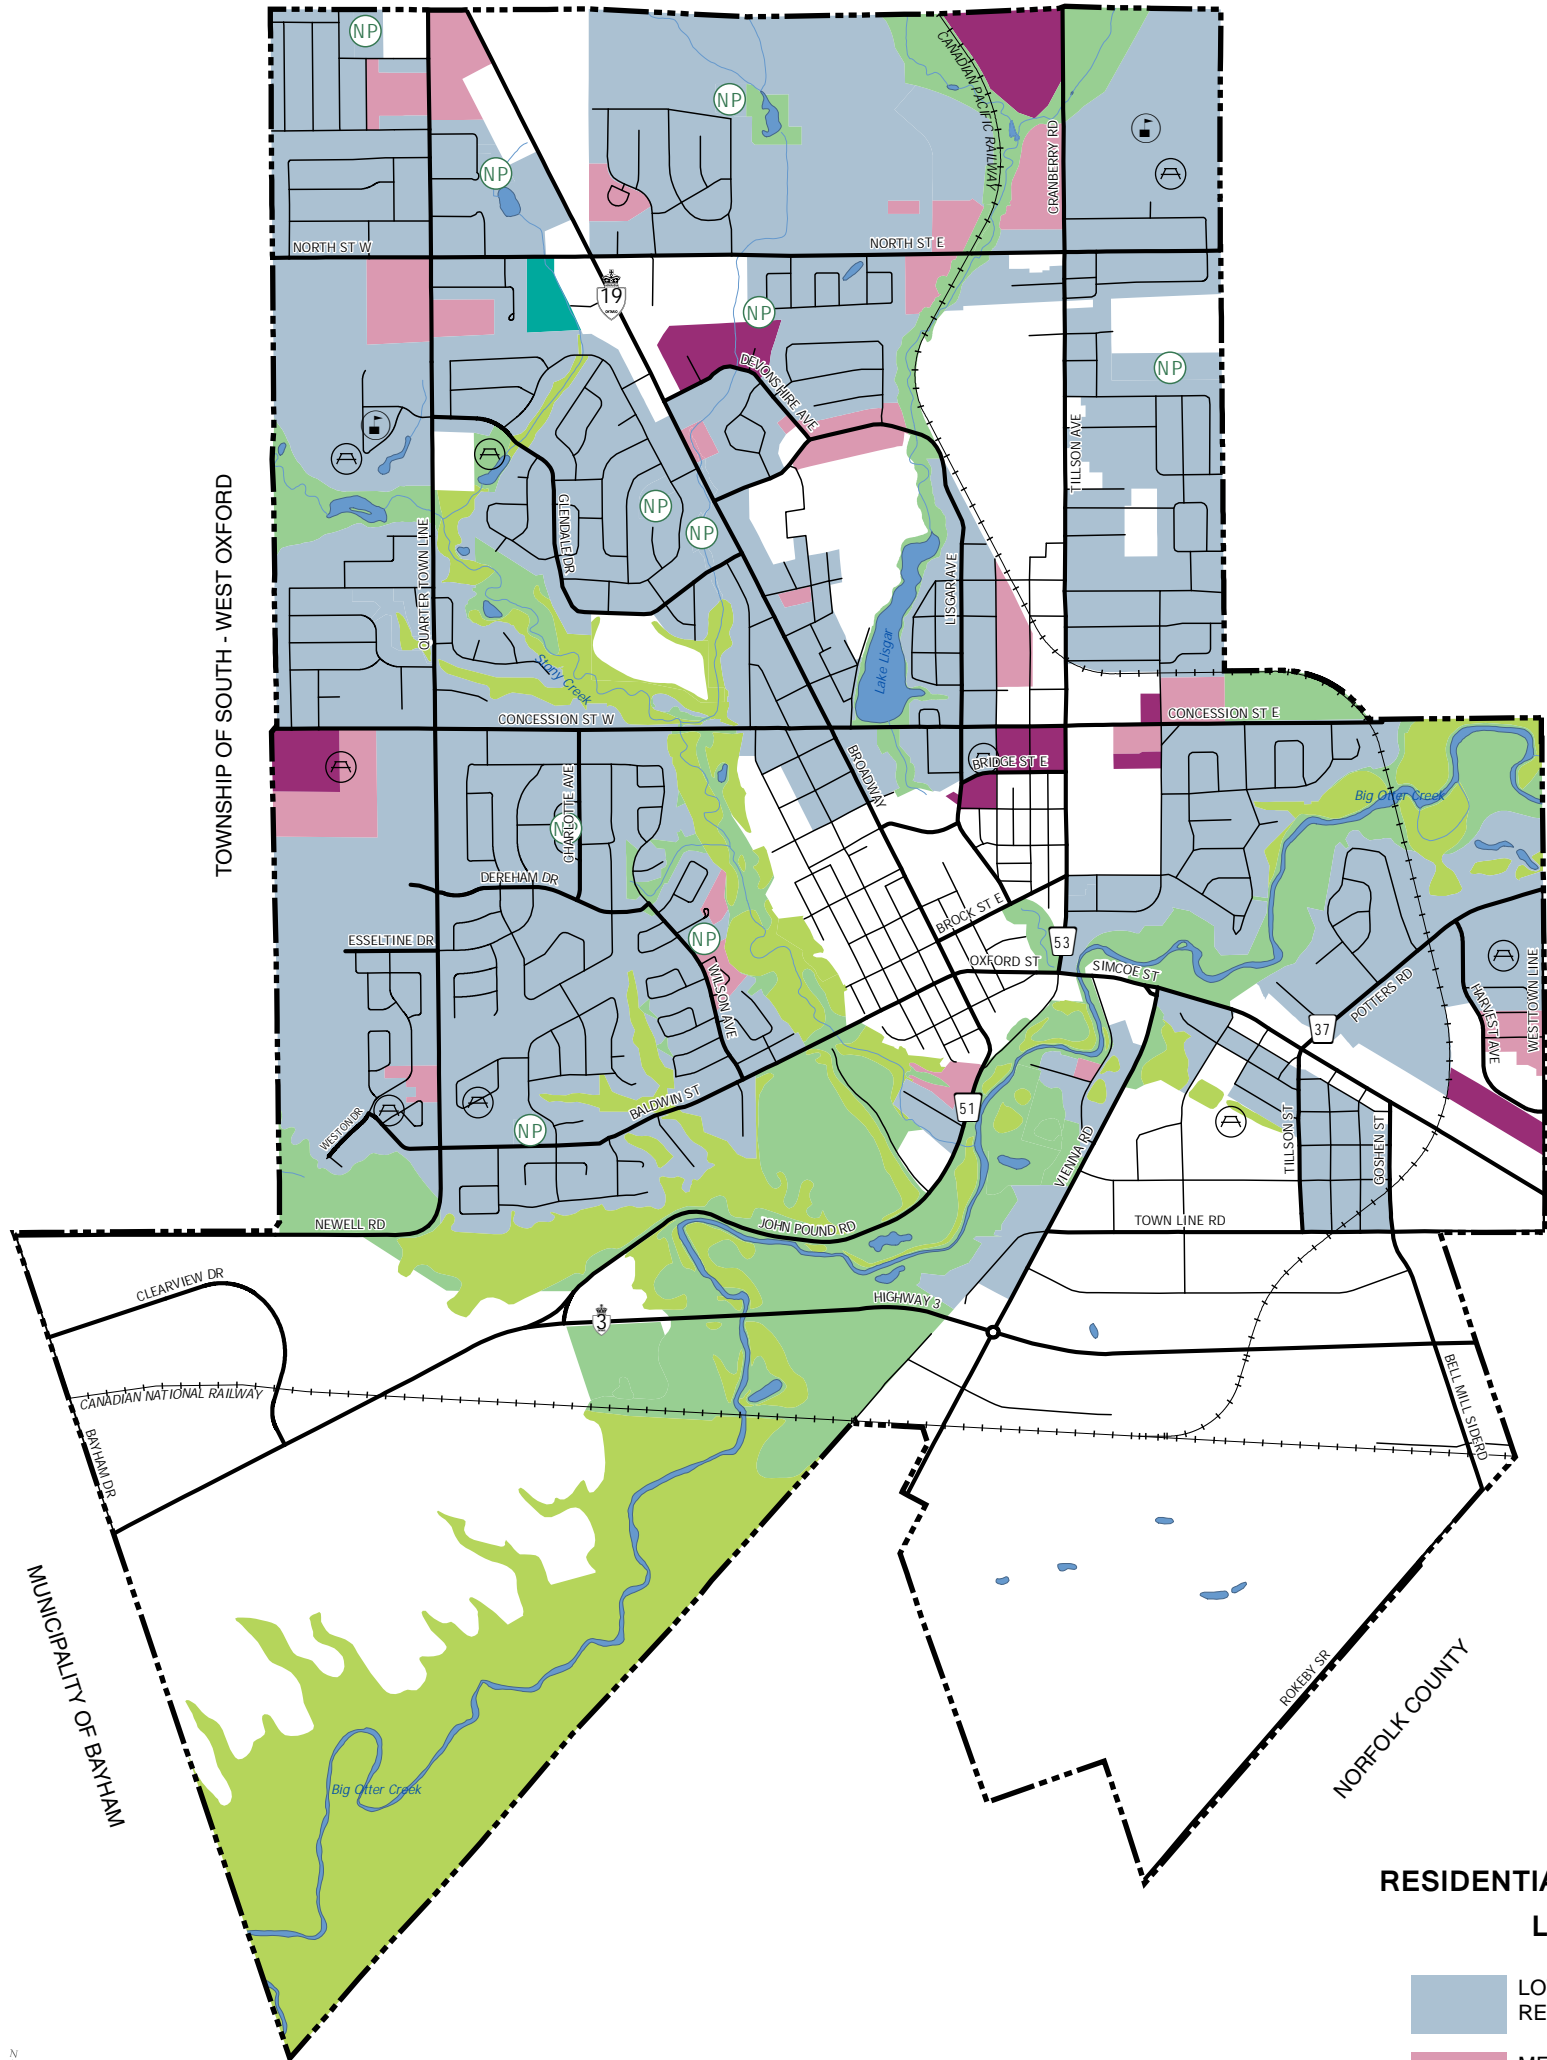 NP
NP
NP
CANADIAN PACIFIC RAILWAY
CRANBERRY RD
NORTH ST W
NORTH ST E
19
ONTARIO
NP
DEVONSHIRE AVE
NP
TILLSON AVE
TOWNSHIP OF SOUTH - WEST OXFORD
QUARTER TOWN LINE
GLENDALE DR
NP
NP
LISGAR AVE
Lake Lisgar
Stony Creek
CONCESSION ST W
CONCESSION ST E
BROADWAY
BRIDGE ST E
Big Otter Creek
NP
CHARLOTTE AVE
DEREHAM DR
ESSELTINE DR
NP
WILSON AVE
BROCK ST E
OXFORD ST
53
SIMCOE ST
POTTERS RD
37
HARVEST AVE
WEST TOWN LINE
WESTON DR
NP
BALDWIN ST
51
VIENNA RD
TILLSON ST
GOSHEN ST
NEWELL RD
JOHN POUND RD
TOWN LINE RD
CLEARVIEW DR
HIGHWAY 3
3
CANADIAN NATIONAL RAILWAY
BAYHAM DR
BELL MILL SIDERD
MUNICIPALITY OF BAYHAM
Big Otter Creek
ROKEBY SR
NORFOLK COUNTY
RESIDENTIA
L
LO
RE
ME
N